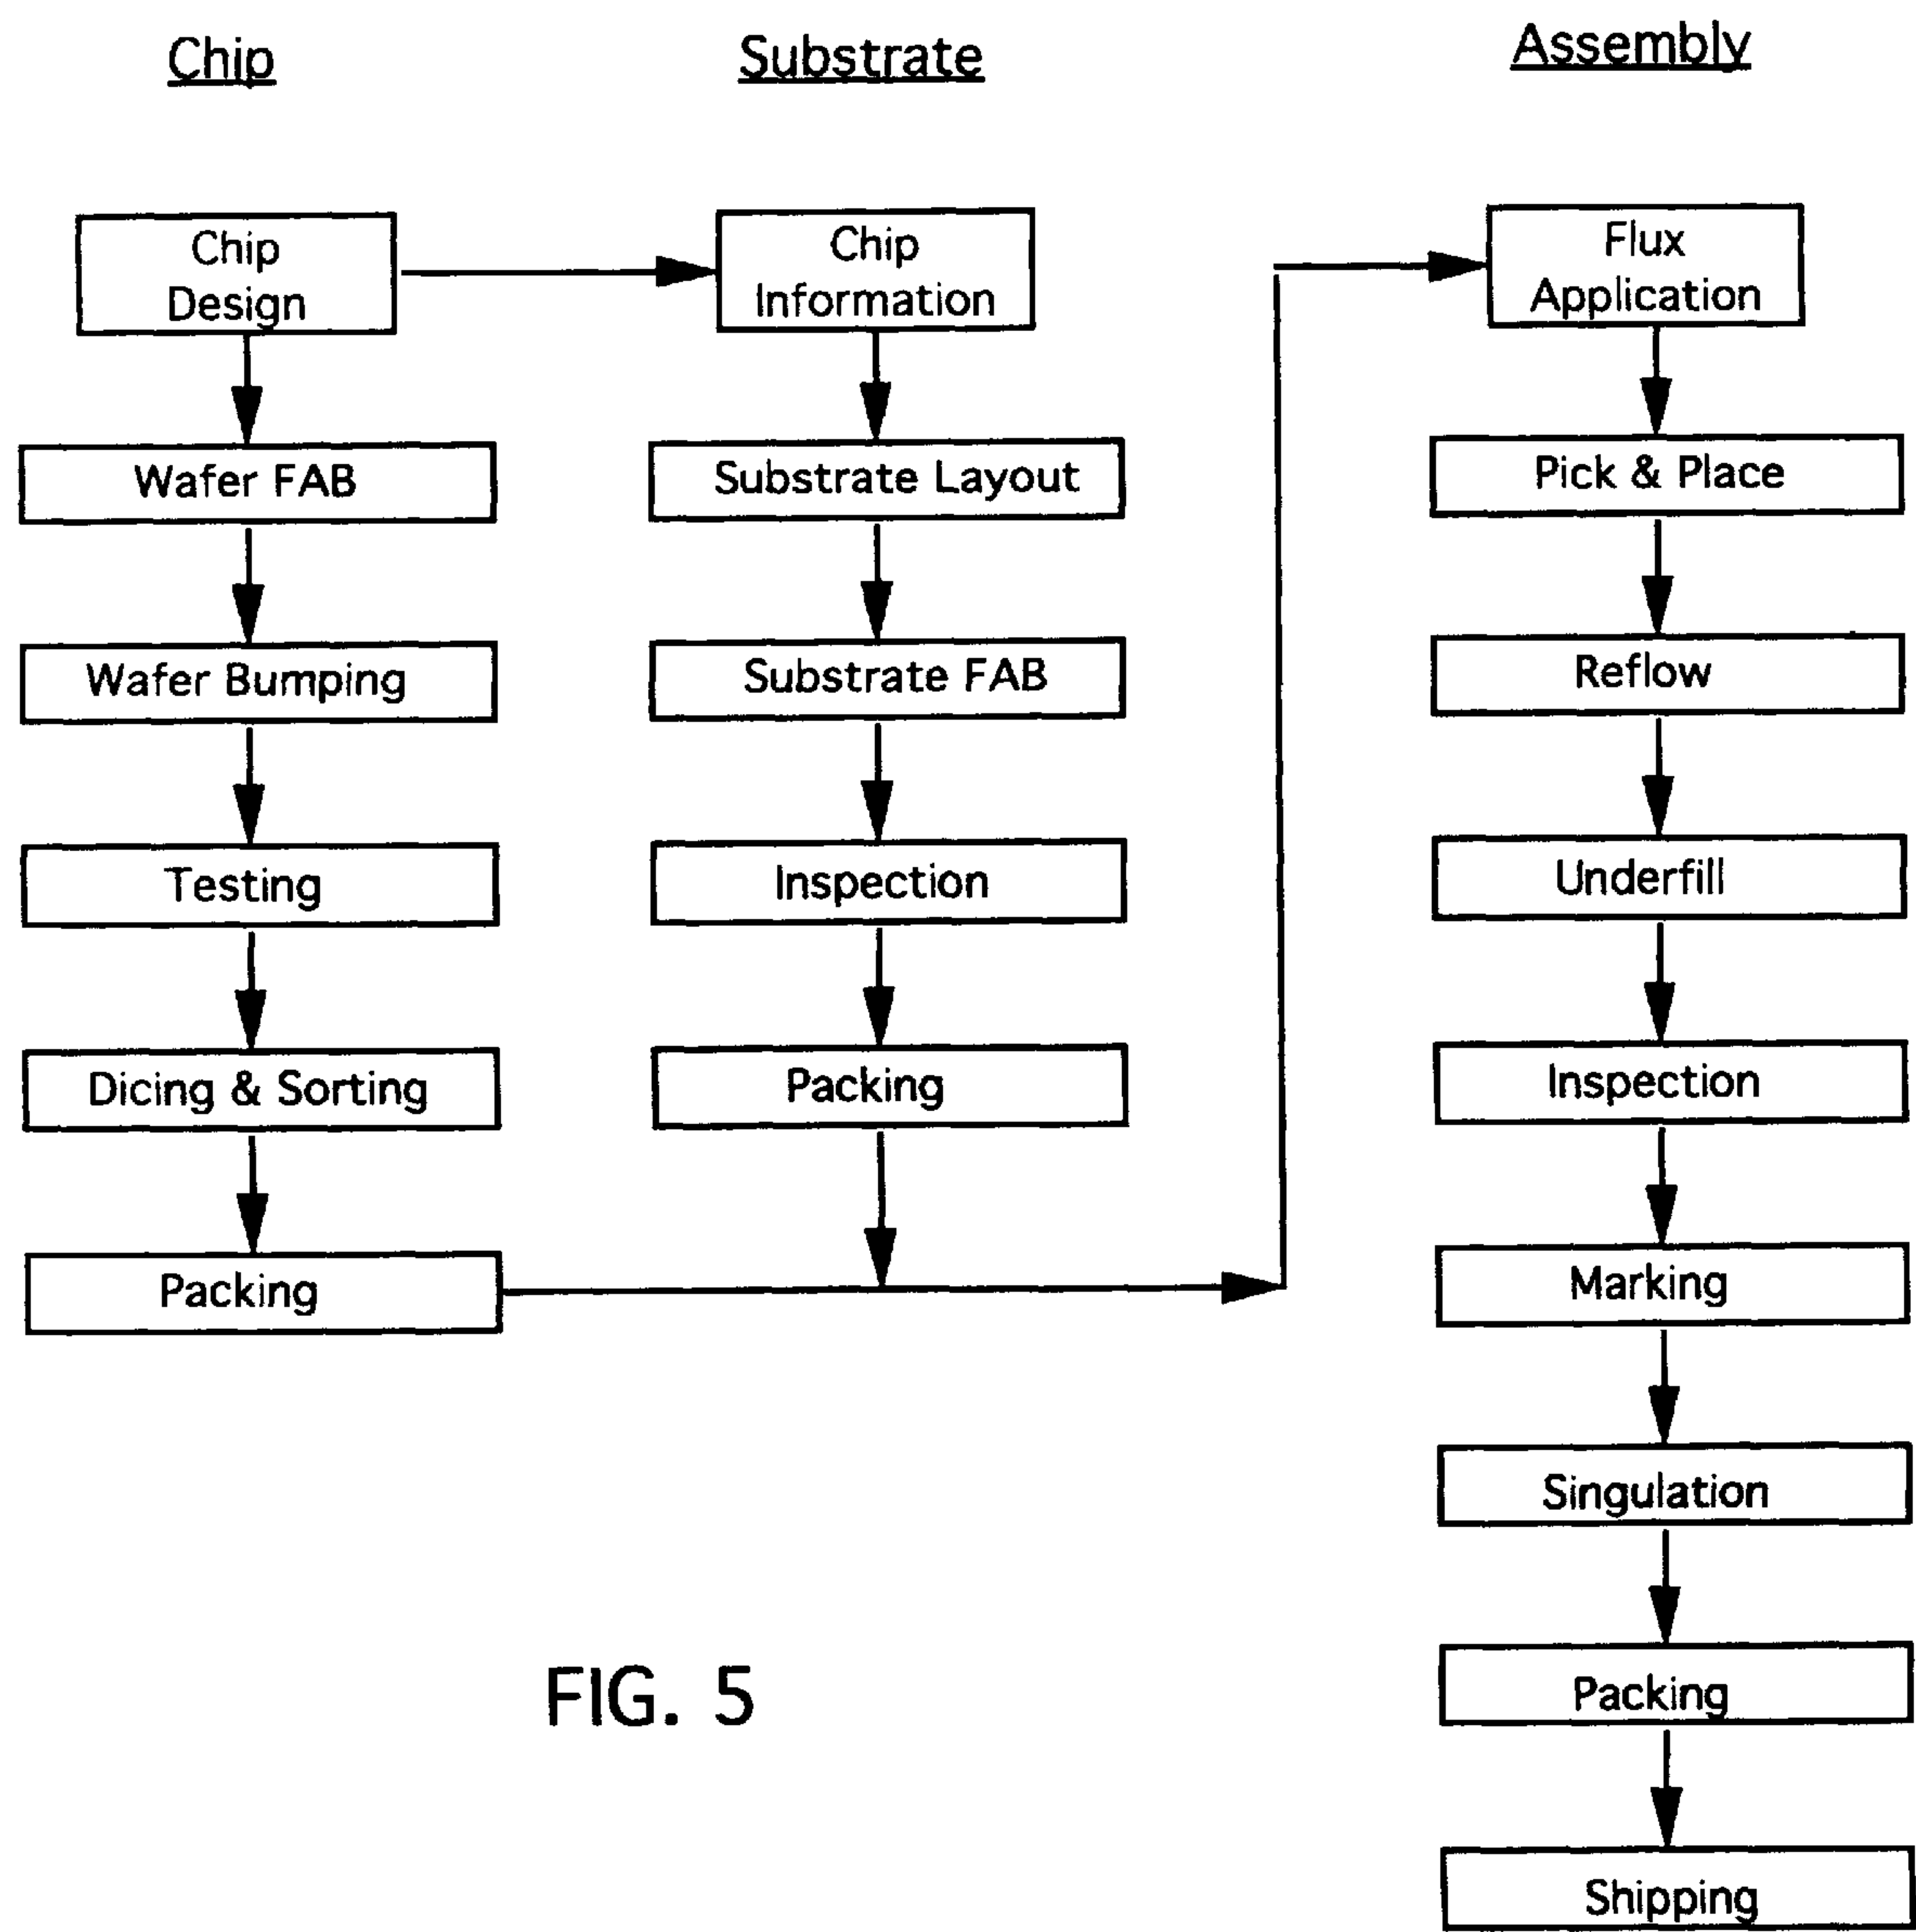 Chip
Substrate
Assembly
Chip
Design
Wafer FAB
Wafer Bumping
Testing
Dicing & Sorting
Packing
Chip
Information
Substrate Layout
Substrate FAB
Inspection
Packing
Flux
Application
Pick & Place
Reflow
Underfill
Inspection
Marking
Singulation
Packing
Shipping
FIG. 5